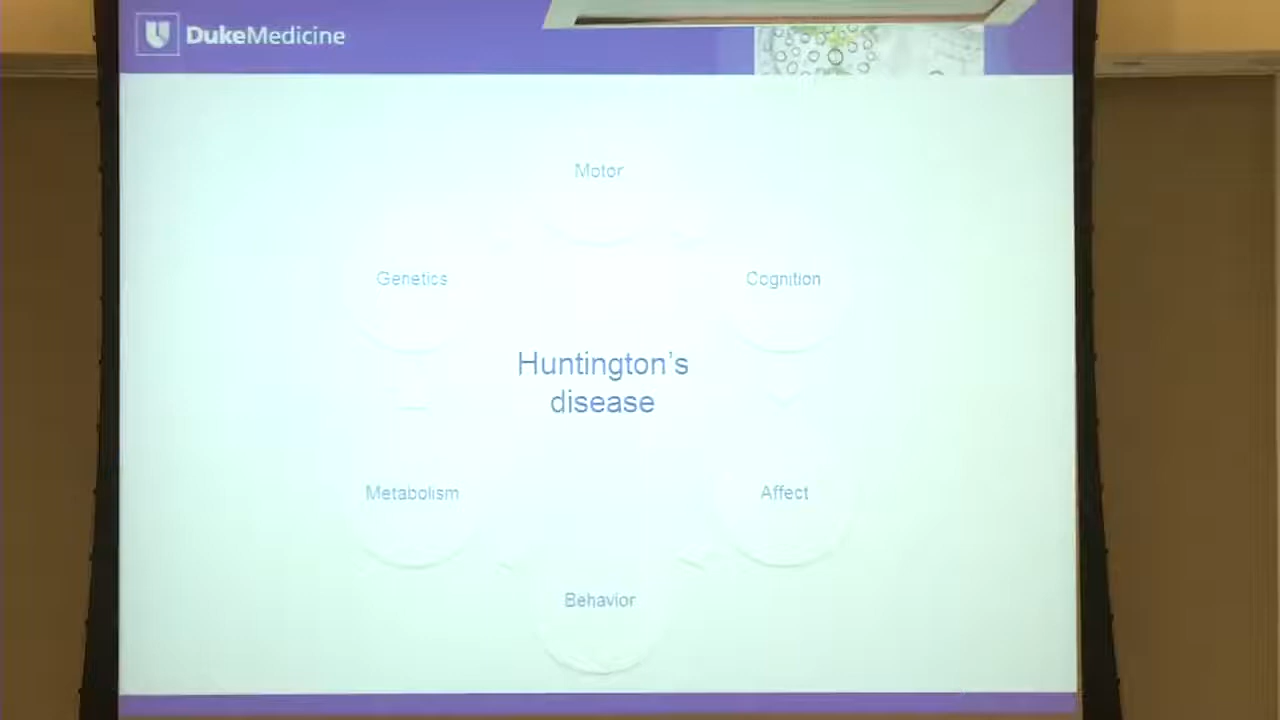 DukeMedicine
Motor
Genetics
Cognition
Huntington's
disease
Metabolism
Affect
Behavior